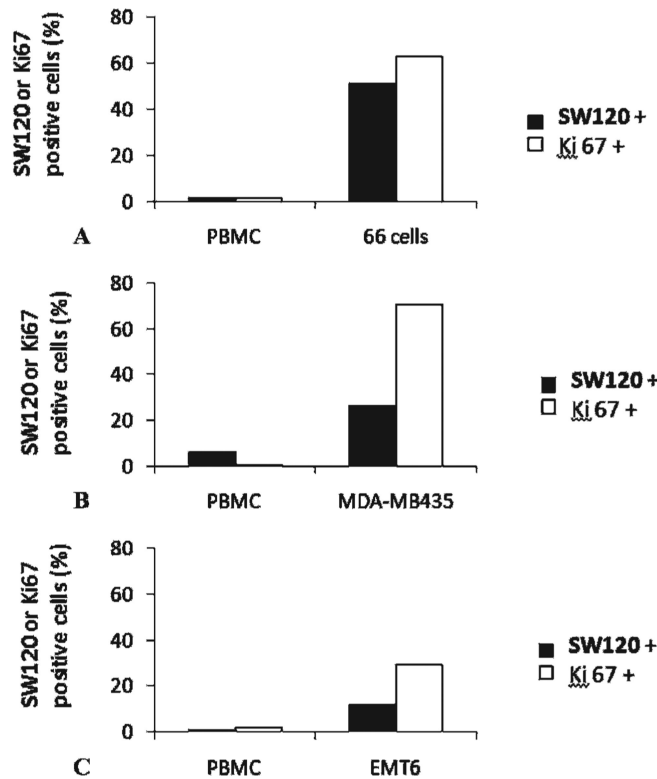 SW120 or Ki67
positive cells (%)
80
60
40
20
0
PBMC
66 cells
SW120 +
Ki 67 +
A
SW120 or Ki67
positive cells (%)
80
60
40
20
0
PBMC
MDA-MB435
SW120 +
Ki 67 +
B
SW120 or Ki67
positive cells (%)
80
60
40
20
0
PBMC
EMT6
SW120 +
Ki 67 +
C